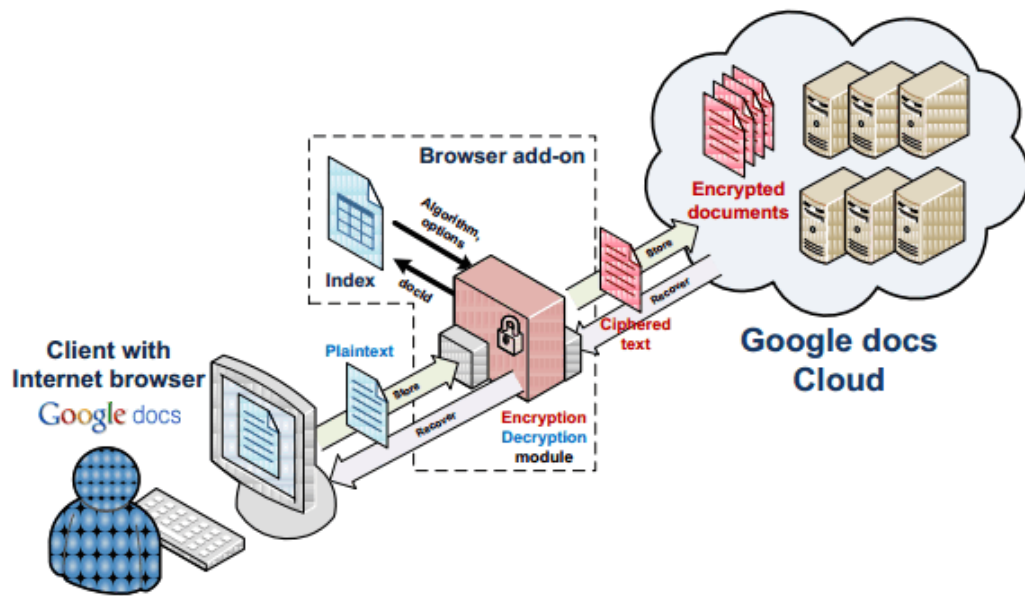 Browser add-on
Algorithm,
options
Index
docId
Encrypted
documents
Store
Recover
Ciphered
text
Google docs
Cloud
Client with
Internet browser
Google docs
Plaintext
Store
Recover
Encryption
Decryption
module